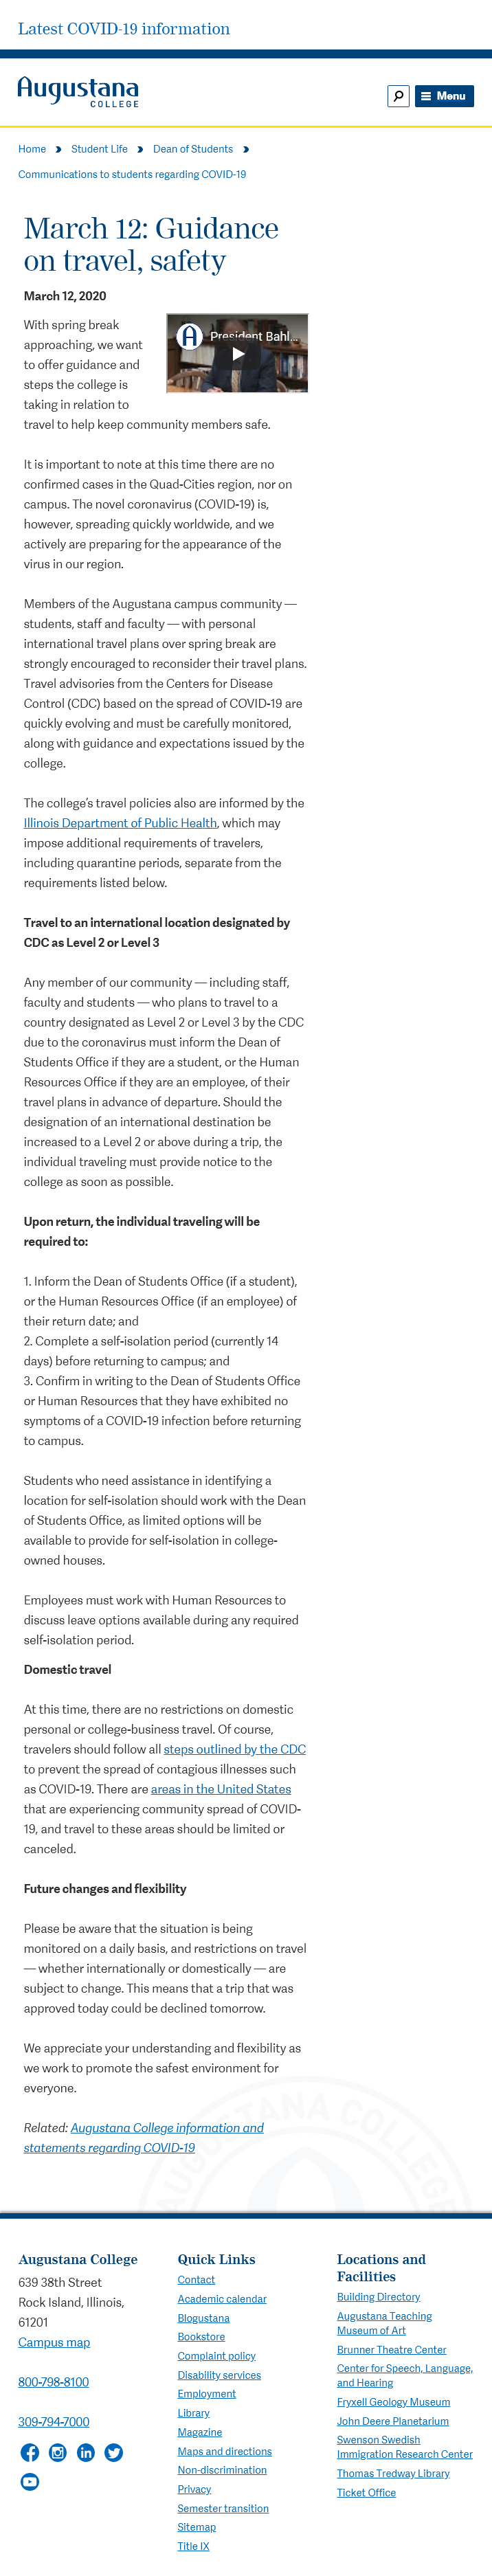 Latest COVID-19 information
Augustana
COLLEGE
Menu
Home
Student Life
Dean of Students
Communications to students regarding COVID-19
March 12: Guidance
on travel, safety
March 12, 2020
With spring break
approaching, we want
to offer guidance and
steps the college is
taking in relation to
travel to help keep community members safe.
President Bahl...
It is important to note at this time there are no
confirmed cases in the Quad-Cities region, nor on
campus. The novel coronavirus (COVID-19) is,
however, spreading quickly worldwide, and we
actively are preparing for the appearance of the
virus in our region.
Members of the Augustana campus community —
students, staff and faculty — with personal
international travel plans over spring break are
strongly encouraged to reconsider their travel plans.
Travel advisories from the Centers for Disease
Control (CDC) based on the spread of COVID-19 are
quickly evolving and must be carefully monitored,
along with guidance and expectations issued by the
college.
The college's travel policies also are informed by the
Illinois Department of Public Health, which may
impose additional requirements of travelers,
including quarantine periods, separate from the
requirements listed below.
Travel to an international location designated by
CDC as Level 2 or Level 3
Any member of our community — including staff,
faculty and students — who plans to travel to a
country designated as Level 2 or Level 3 by the CDC
due to the coronavirus must inform the Dean of
Students Office if they are a student, or the Human
Resources Office if they are an employee, of their
travel plans in advance of departure. Should the
designation of an international destination be
increased to a Level 2 or above during a trip, the
individual traveling must provide notice to the
college as soon as possible.
Upon return, the individual traveling will be
required to:
1. Inform the Dean of Students Office (if a student),
or the Human Resources Office (if an employee) of
their return date; and
2. Complete a self-isolation period (currently 14
days) before returning to campus; and
3. Confirm in writing to the Dean of Students Office
or Human Resources that they have exhibited no
symptoms of a COVID-19 infection before returning
to campus.
Students who need assistance in identifying a
location for self-isolation should work with the Dean
of Students Office, as limited options will be
available to provide for self-isolation in college-
owned houses.
Employees must work with Human Resources to
discuss leave options available during any required
self-isolation period.
Domestic travel
At this time, there are no restrictions on domestic
personal or college-business travel. Of course,
travelers should follow all steps outlined by the CDC
to prevent the spread of contagious illnesses such
as COVID-19. There are areas in the United States
that are experiencing community spread of COVID-
19, and travel to these areas should be limited or
canceled.
Future changes and flexibility
Please be aware that the situation is being
monitored on a daily basis, and restrictions on travel
— whether internationally or domestically — are
subject to change. This means that a trip that was
approved today could be declined tomorrow.
We appreciate your understanding and flexibility as
we work to promote the safest environment for
everyone.
Related: Augustana College information and
statements regarding COVID-19
AUGUSTANA COLLEGE
Augustana College
639 38th Street
Rock Island, Illinois,
61201
Campus map
800-798-8100
309-794-7000
Quick Links
Contact
Academic calendar
Blogustana
Bookstore
Complaint policy
Disability services
Employment
Library
Magazine
Maps and directions
Non-discrimination
Privacy
Semester transition
Sitemap
Title IX
Locations and
Facilities
Building Directory
Augustana Teaching
Museum of Art
Brunner Theatre Center
Center for Speech, Language,
and Hearing
Fryxell Geology Museum
John Deere Planetarium
Swenson Swedish
Immigration Research Center
Thomas Tredway Library
Ticket Office